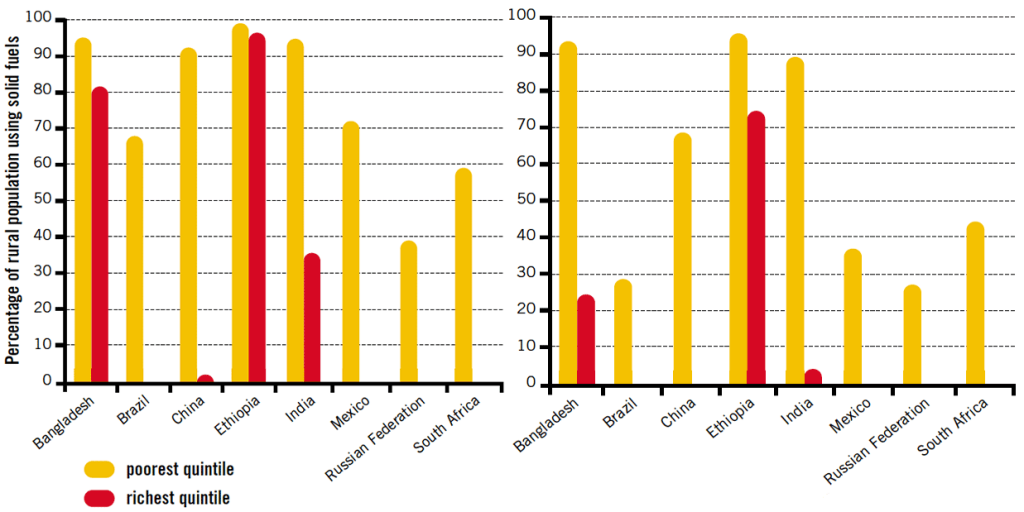 Percentage of rural population using solid fuels
100
90
80
70
60
50
40
30
20
10
0
Bangladesh
Brazil
China
Ethiopia
India
Mexico
Russian Federation
South Africa
100
90
80
70
60
50
40
30
20
10
0
Bangladesh
Brazil
China
Ethiopia
India
Mexico
Russian Federation
South Africa
poorest quintile
richest quintile